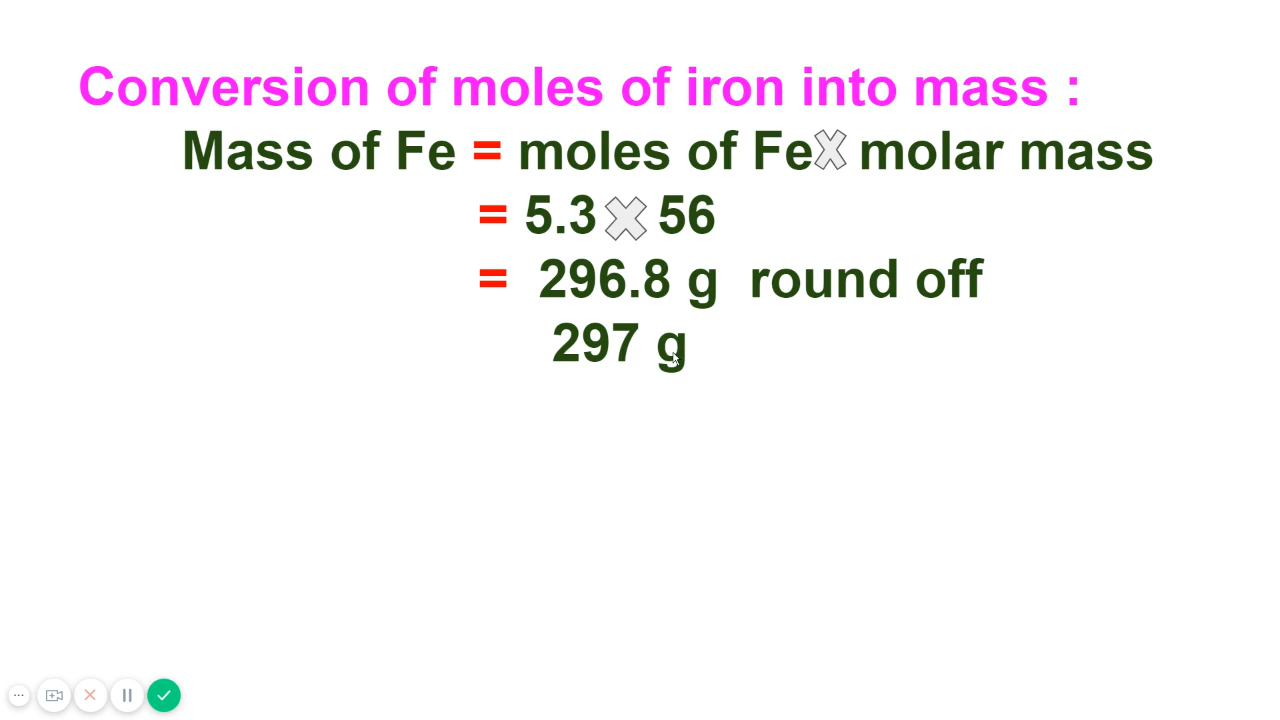 Conversion of moles of iron into mass :
Mass of Fe = moles of Fe × molar mass
= 5.3 × 56
= 296.8 g round off
297 g